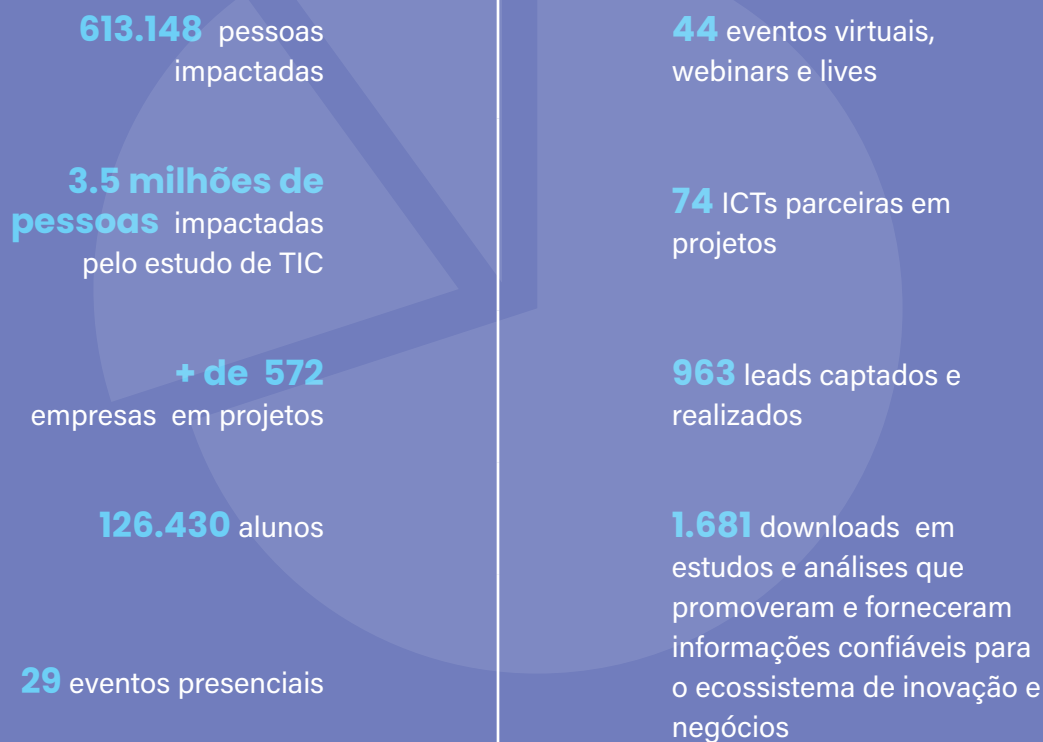 613.148 pessoas
impactadas
3.5 milhões de
pessoas impactadas
pelo estudo de TIC
+ de 572
empresas em projetos
126.430 alunos
29 eventos presenciais
44 eventos virtuais,
webinars e lives
74 ICTs parceiras em
projetos
963 leads captados e
realizados
1.681 downloads em
estudos e análises que
promoveram e forneceram
informações confiáveis para
o ecossistema de inovação e
negócios